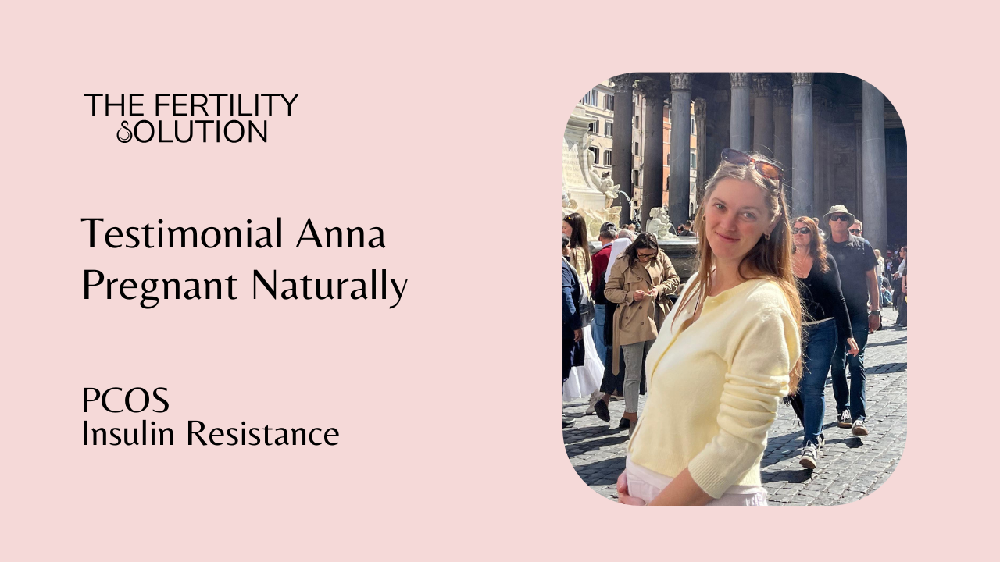 THE FERTILITY
SOLUTION
Testimonial Anna
Pregnant Naturally
PCOS
Insulin Resistance